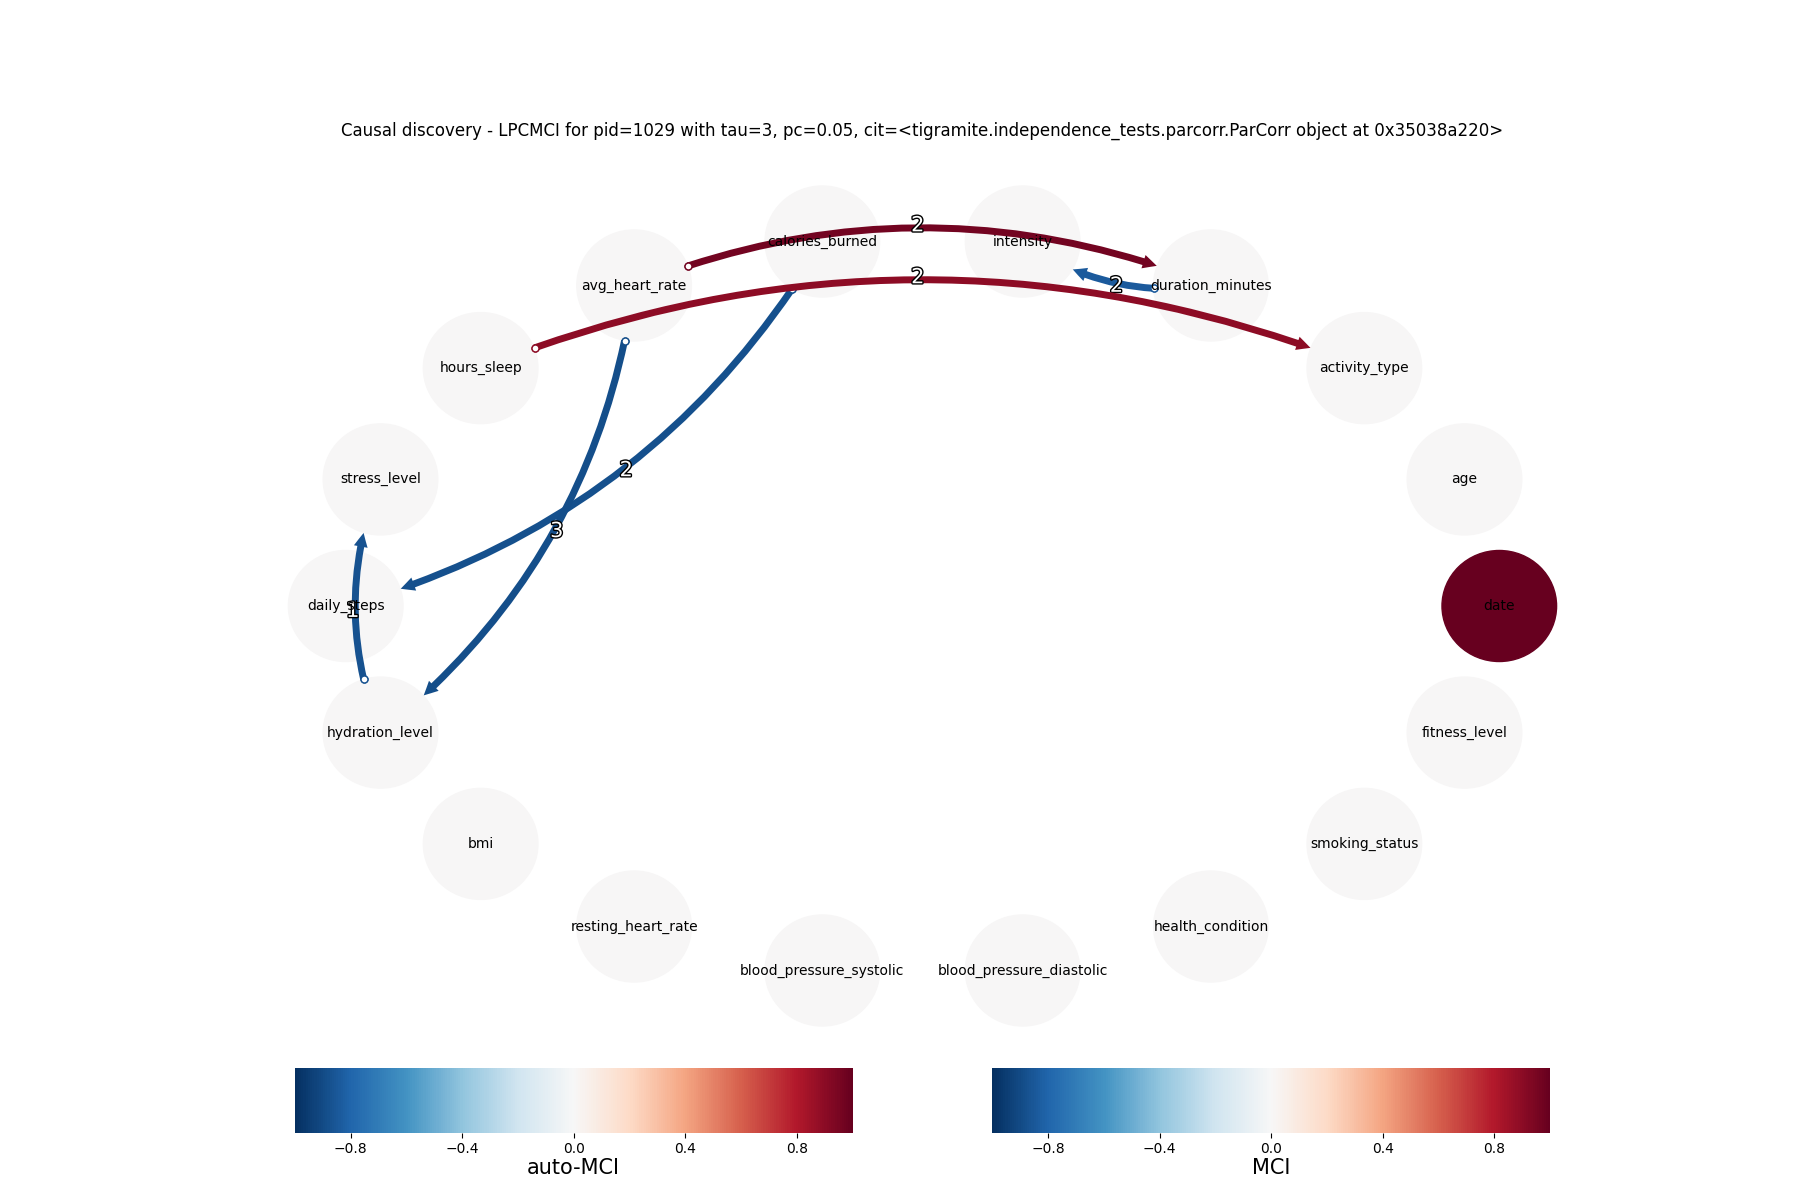 Causal discovery - LPCMCI for pid=1029 with tau=3, pc=0.05, cit=<tigramite.independence_tests.parcorr.ParCorr object at 0x35038a220>
2
calories_burned
intensity
2
avg_heart_rate
2
duration_minutes
hours_sleep
activity_type
2
stress_level
age
3
daily_steps
1
date
hydration_level
fitness_level
bmi
smoking_status
resting_heart_rate
health_condition
blood_pressure_systolic
blood_pressure_diastolic
−0.8 −0.4 0.0 0.4 0.8
auto-MCI
−0.8 −0.4 0.0 0.4 0.8
MCI